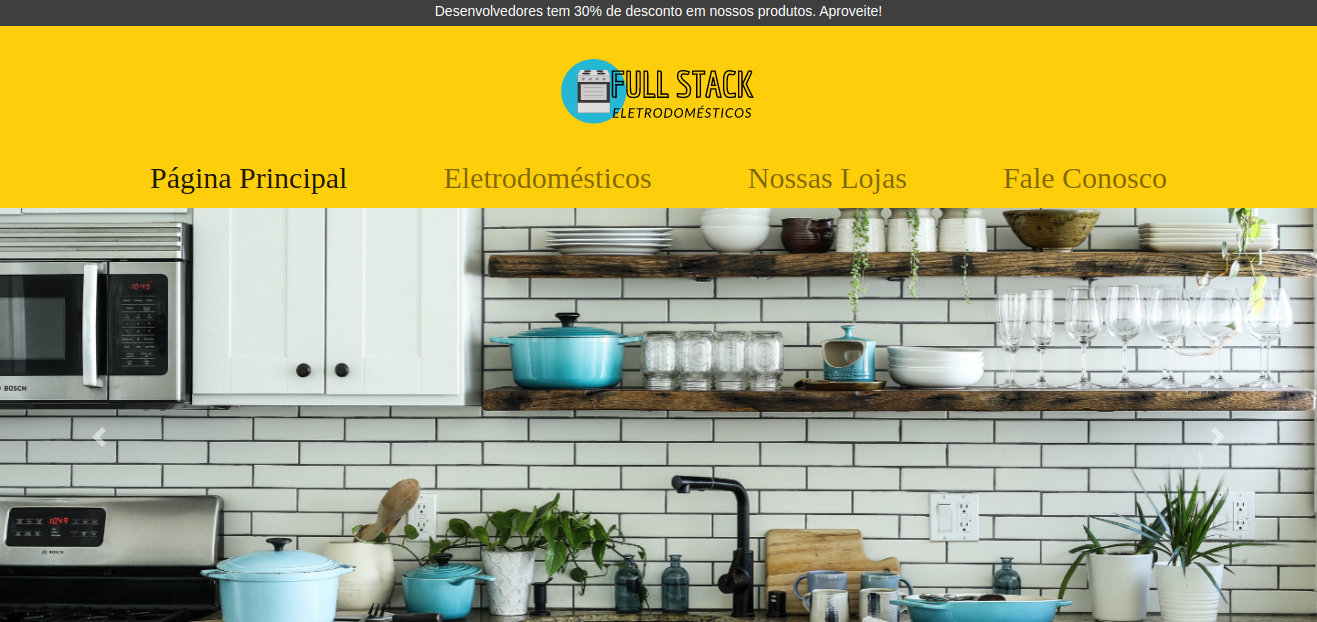 Desenvolvedores tem 30% de desconto em nossos produtos. Aproveite!
FULL STACK
ELETRODOMÉSTICOS
Página Principal Eletrodomésticos Nossas Lojas Fale Conosco
10:49
BOSCH
10:49
BOSCH